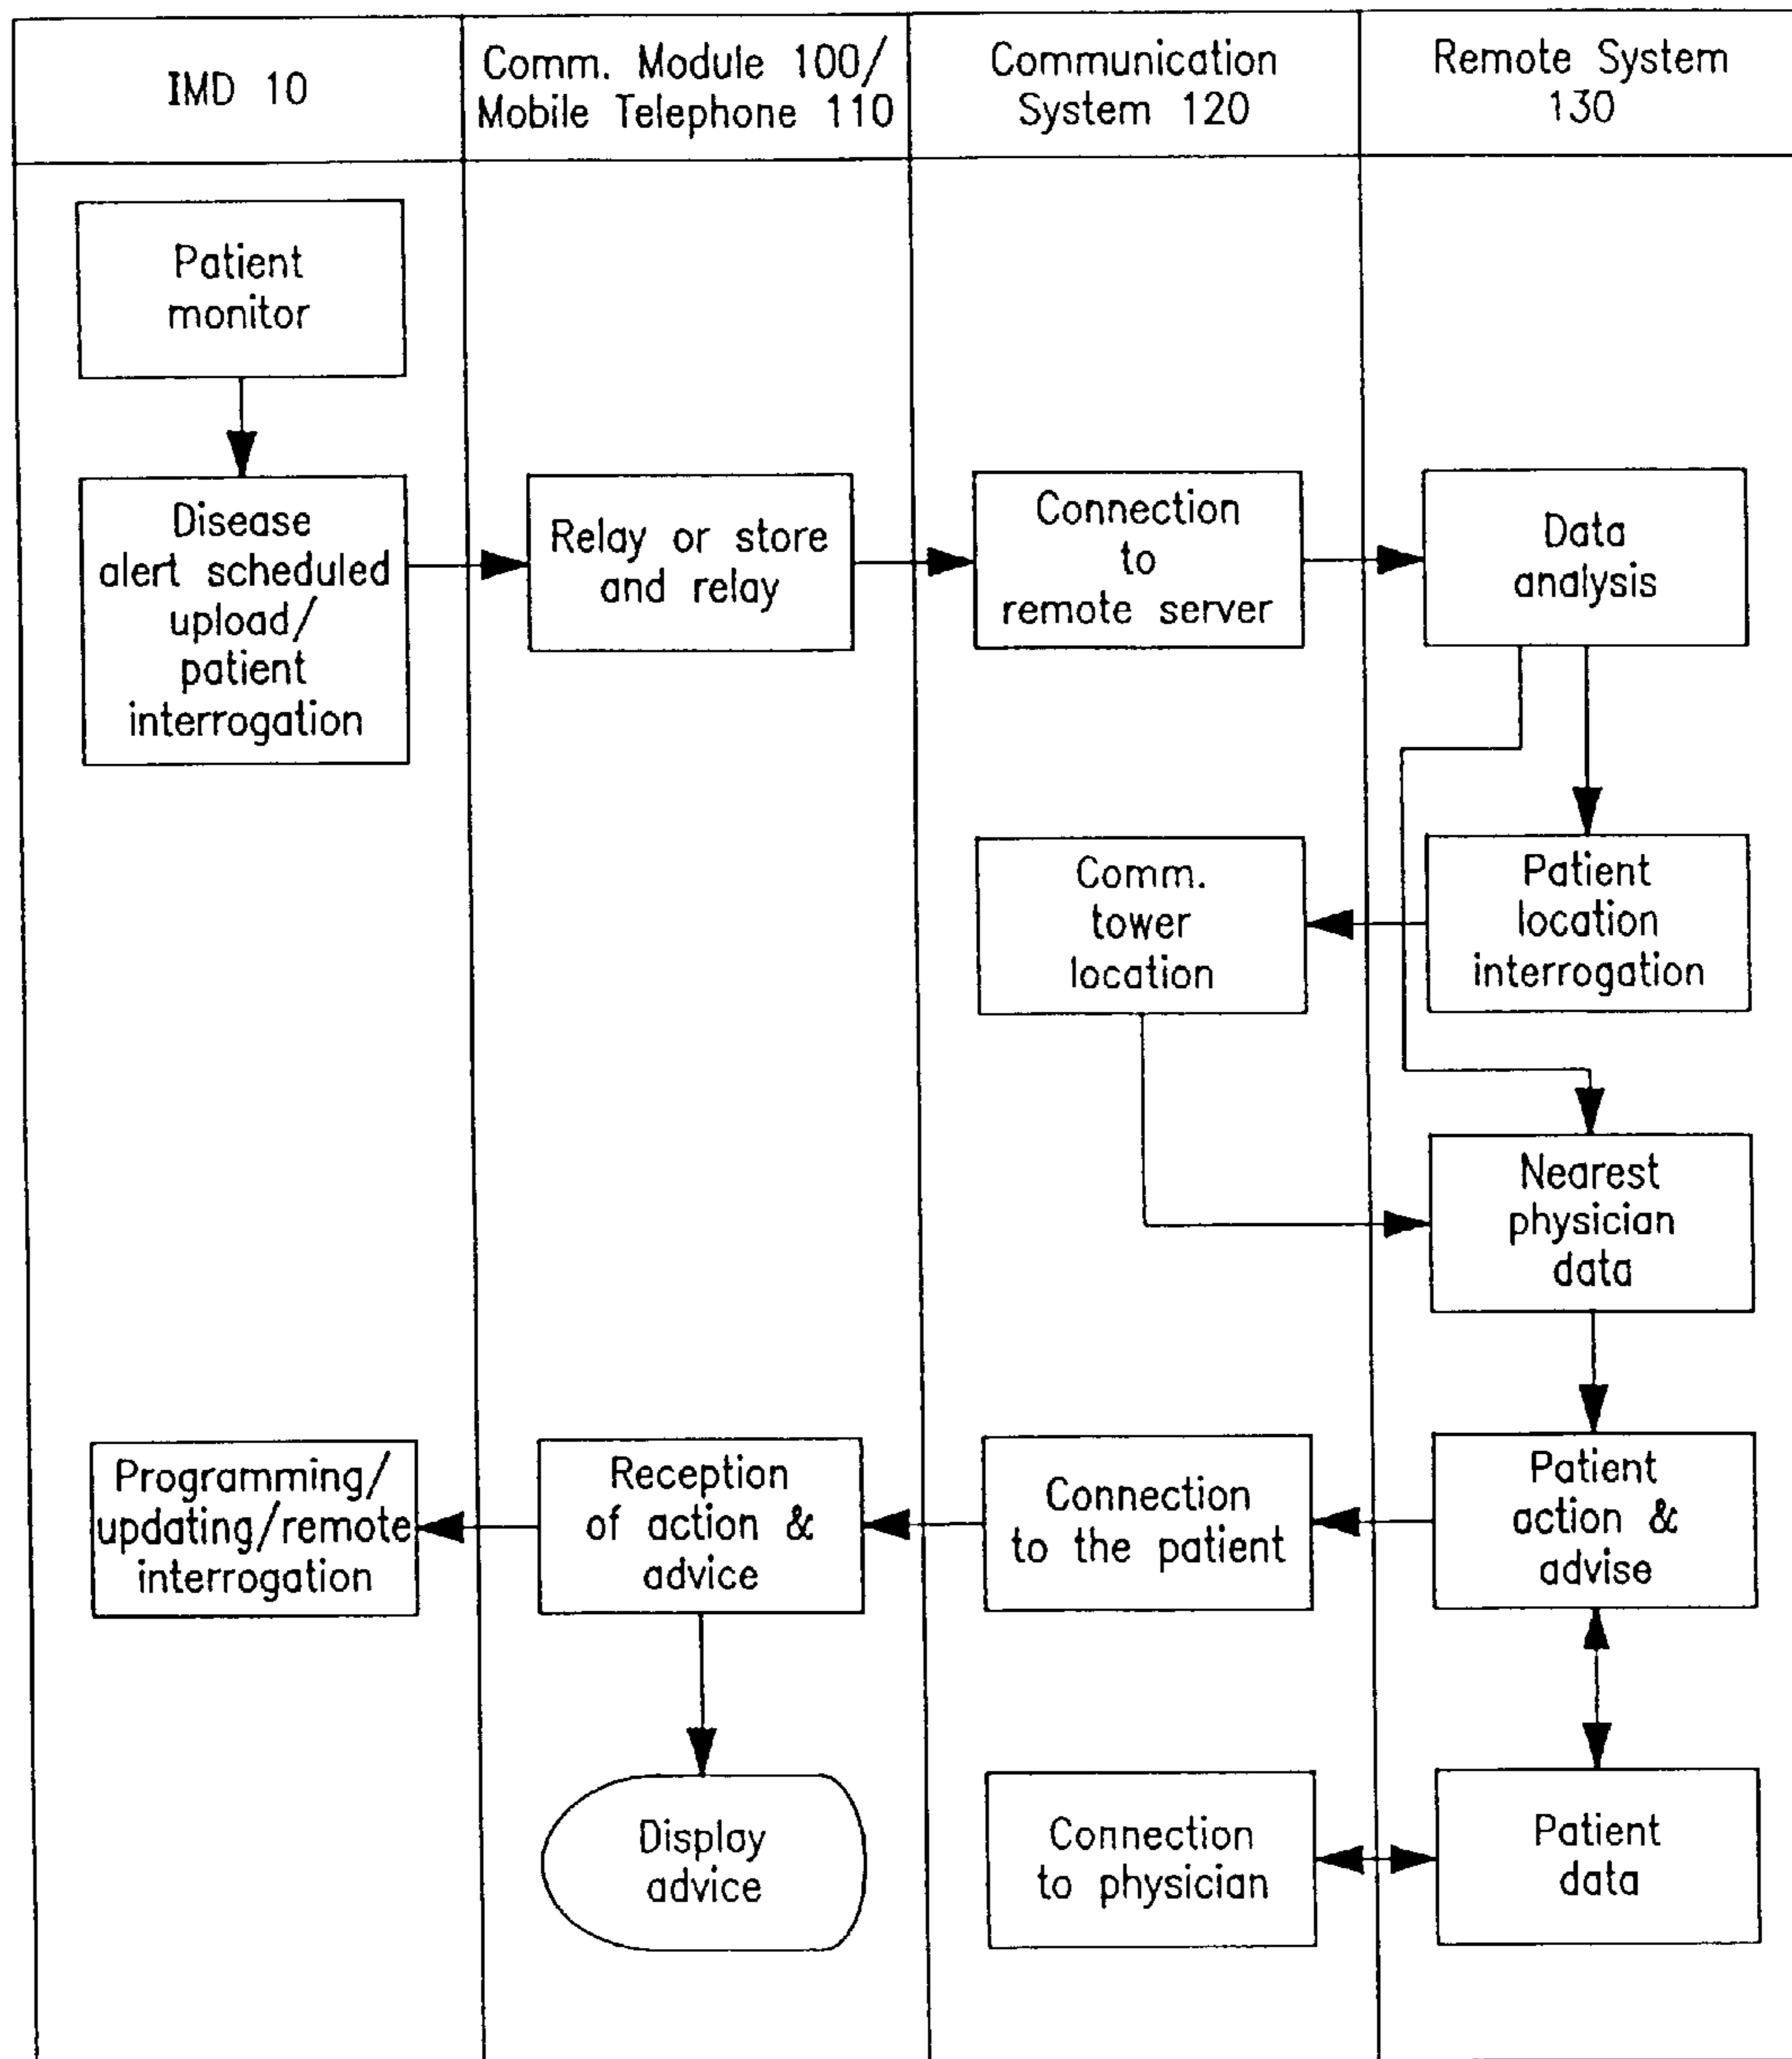 IMD 10
Comm. Module 100/
Mobile Telephone 110
Communication
System 120
Remote System
130
Patient
monitor
Disease
alert scheduled
upload/
patient
interrogation
Relay or store
and relay
Connection
to
remote server
Data
analysis
Comm.
tower
location
Patient
location
interrogation
Nearest
physician
data
Programming/
updating/remote
interrogation
Reception
of action &
advice
Connection
to the patient
Patient
action &
advise
Display
advice
Connection
to physician
Patient
data